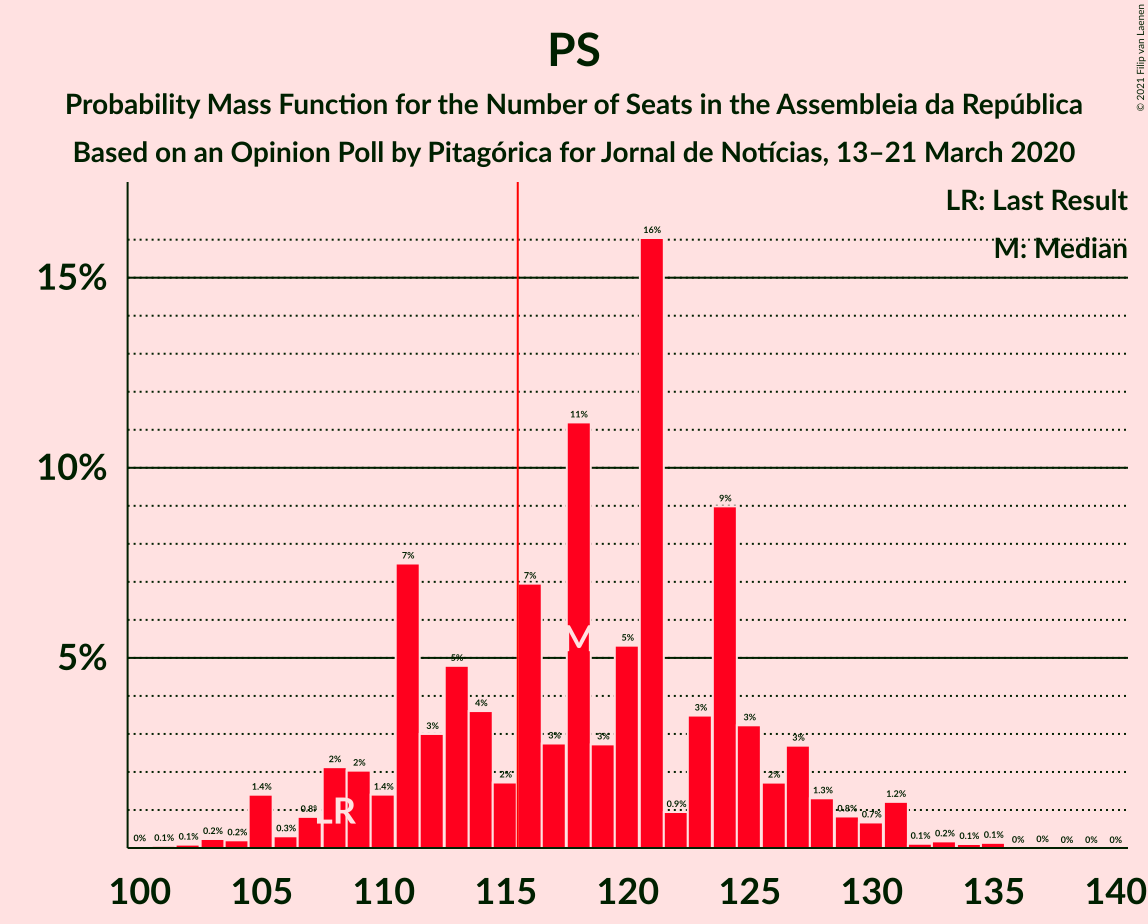 PS
Probability Mass Function for the Number of Seats in the Assembleia da República
Based on an Opinion Poll by Pitagórica for Jornal de Notícias, 13–21 March 2020
© 2021 Filip van Laenen
LR: Last Result
M: Median
15%
10%
5%
0% 0.1% 0.1% 0.2% 0.2% 1.4% 0.3% 0.8% 2% 2% 1.4% 7% 3% 5% 4% 2% 7% 3% 11% 3% 5% 16% 0.9% 3% 9% 3% 2% 3% 1.3% 0.8% 0.7% 1.2% 0.1% 0.2% 0.1% 0.1% 0% 0% 0% 0% 0%
LR
M
100 105 110 115 120 125 130 135 140